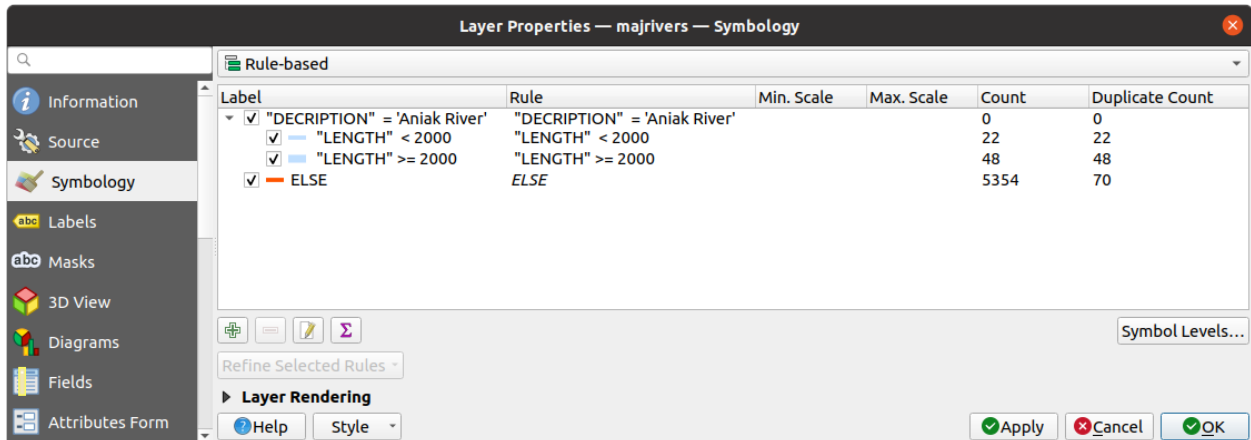 Layer Properties — majrivers — Symbology
Rule-based
Information
Source
Symbology
Labels
Masks
3D View
Diagrams
Fields
Attributes Form
Label Rule Min. Scale Max. Scale Count Duplicate Count
"DECRIPTION" = 'Aniak River' "DECRIPTION" = 'Aniak River' 0 0
"LENGTH" < 2000 "LENGTH" < 2000 22 22
"LENGTH" >= 2000 "LENGTH" >= 2000 48 48
ELSE ELSE 5354 70
Symbol Levels...
Refine Selected Rules
Layer Rendering
Help Style Apply Cancel OK
abc
abc
i
Σ
?